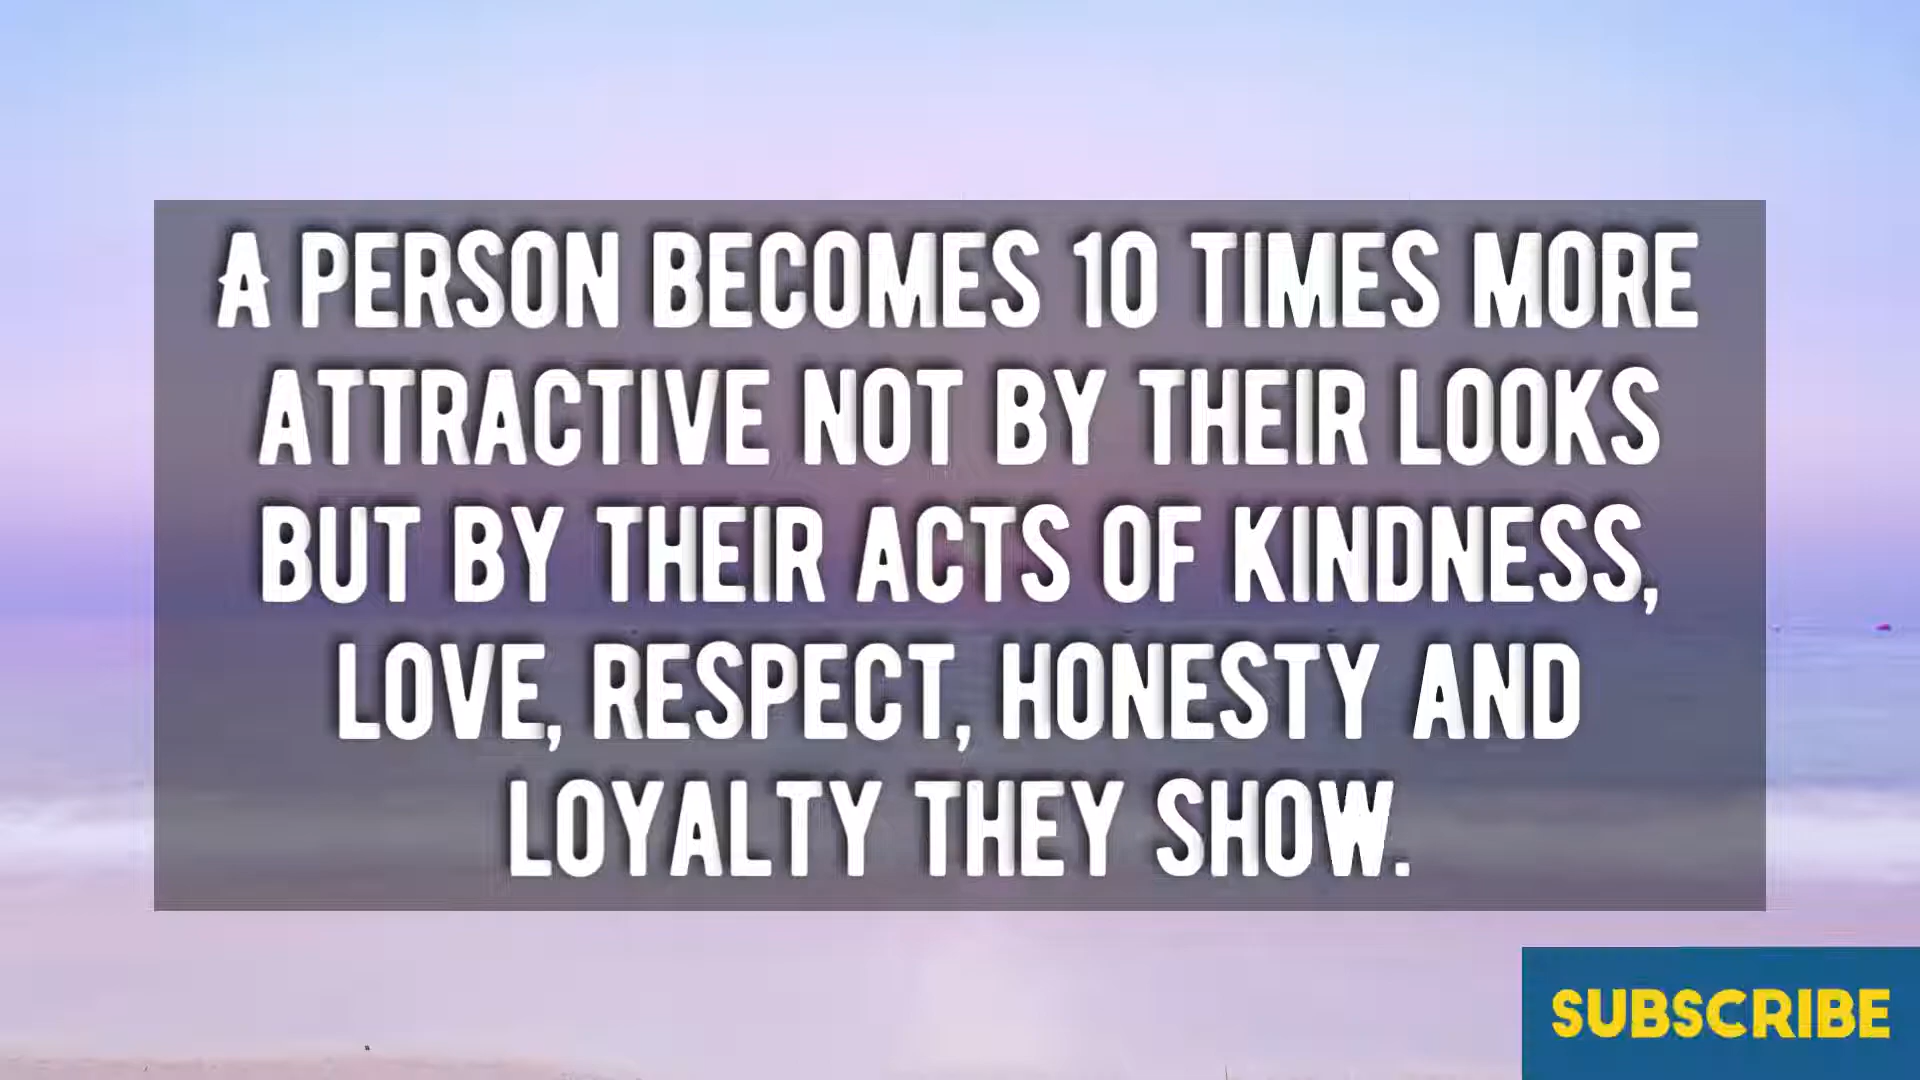 A PERSON BECOMES 10 TIMES MORE
ATTRACTIVE NOT BY THEIR LOOKS
BUT BY THEIR ACTS OF KINDNESS,
LOVE, RESPECT, HONESTY AND
LOYALTY THEY SHOW.
SUBSCRIBE